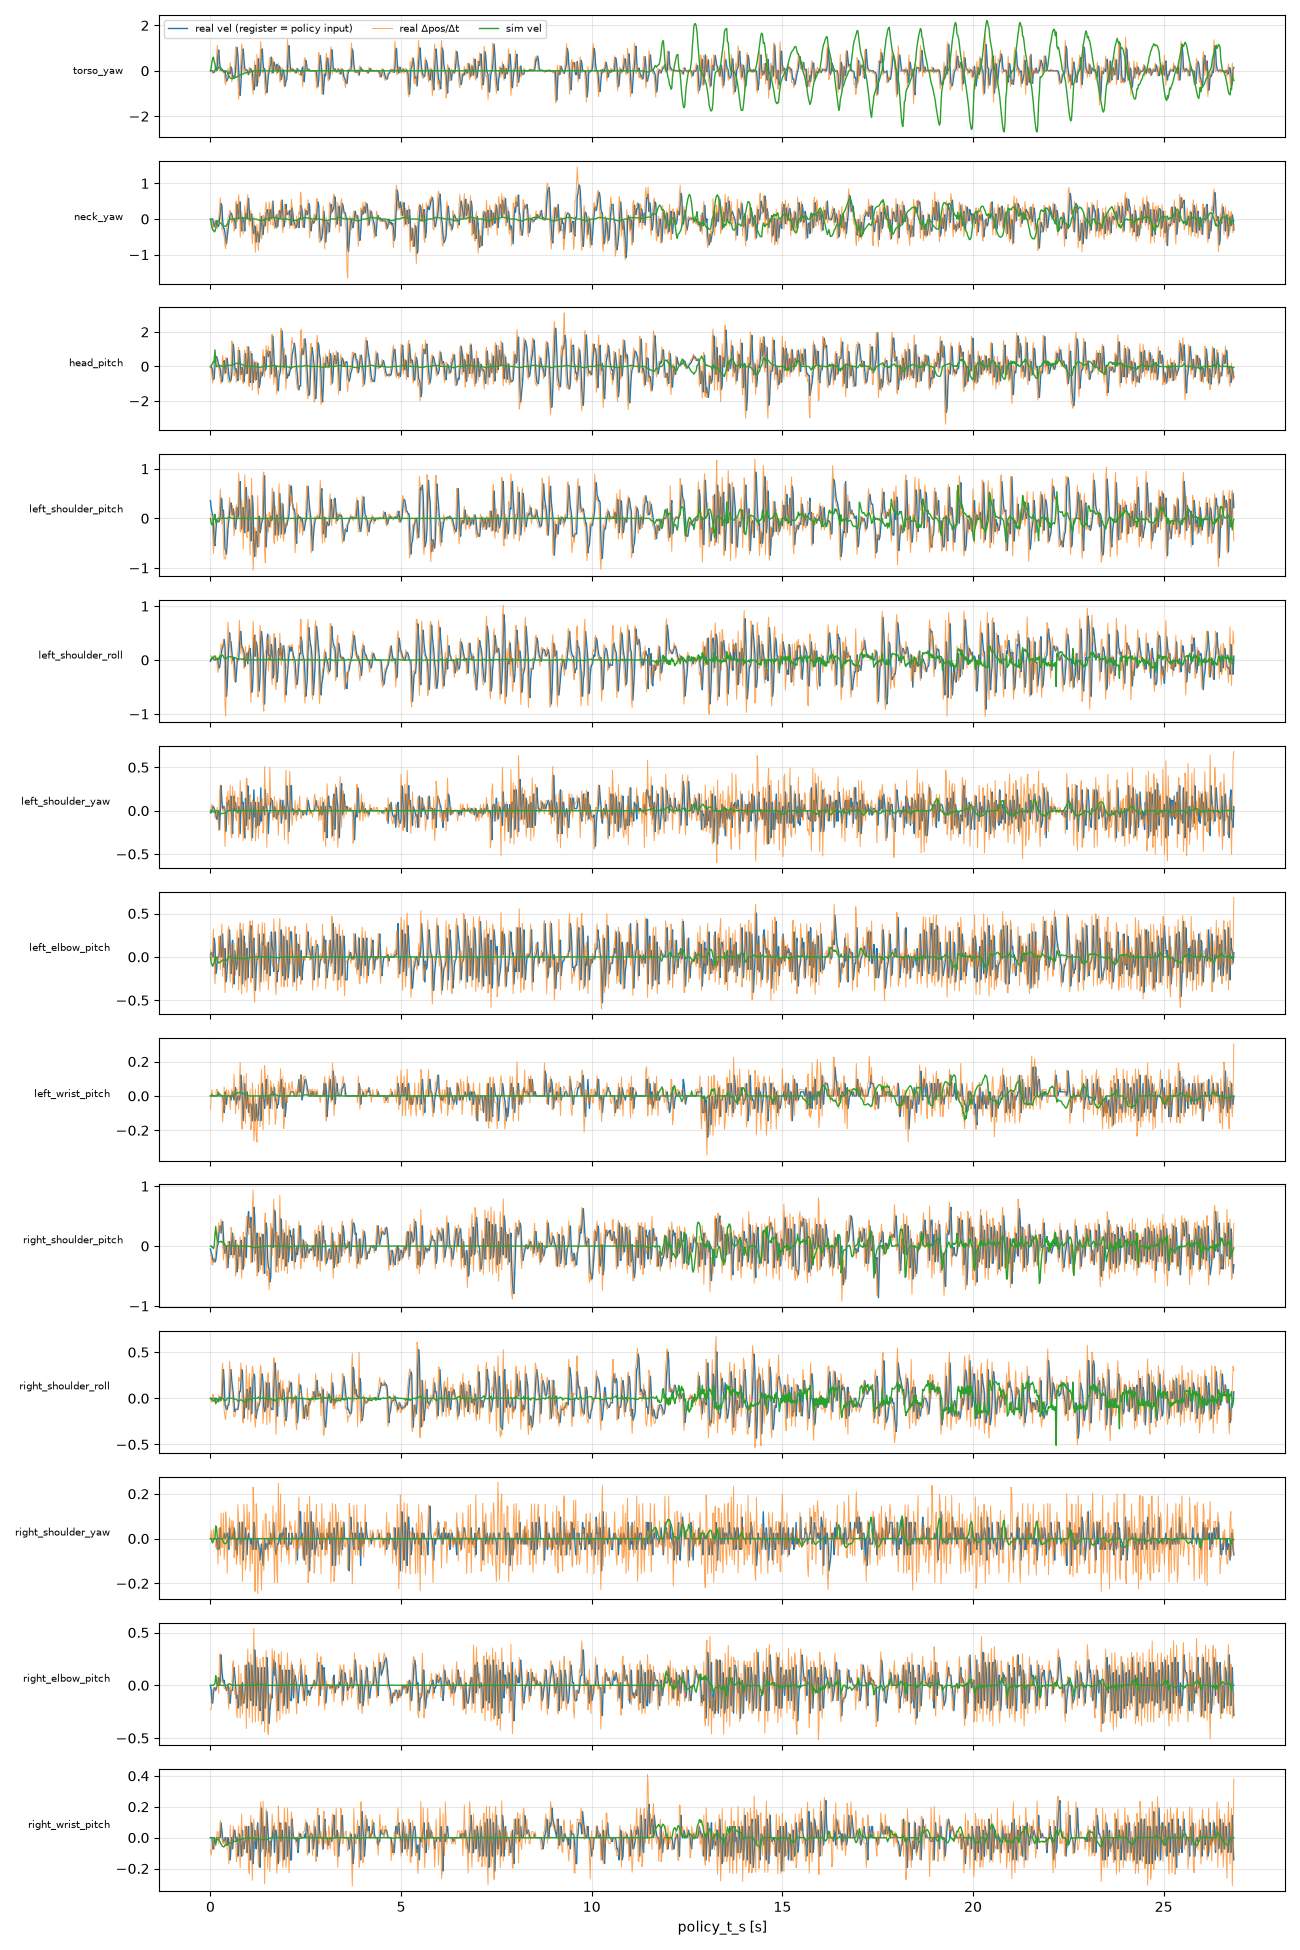 real vel (register = policy input) real Δpos/Δt sim vel
torso_yaw
2
0
−2
neck_yaw
1
0
−1
head_pitch
2
0
−2
left_shoulder_pitch
1
0
−1
left_shoulder_roll
1
0
−1
left_shoulder_yaw
0.5
0.0
−0.5
left_elbow_pitch
0.5
0.0
−0.5
left_wrist_pitch
0.2
0.0
−0.2
right_shoulder_pitch
1
0
−1
right_shoulder_roll
0.5
0.0
−0.5
right_shoulder_yaw
0.2
0.0
−0.2
right_elbow_pitch
0.5
0.0
−0.5
right_wrist_pitch
0.4
0.2
0.0
−0.2
0 5 10 15 20 25
policy_t_s [s]